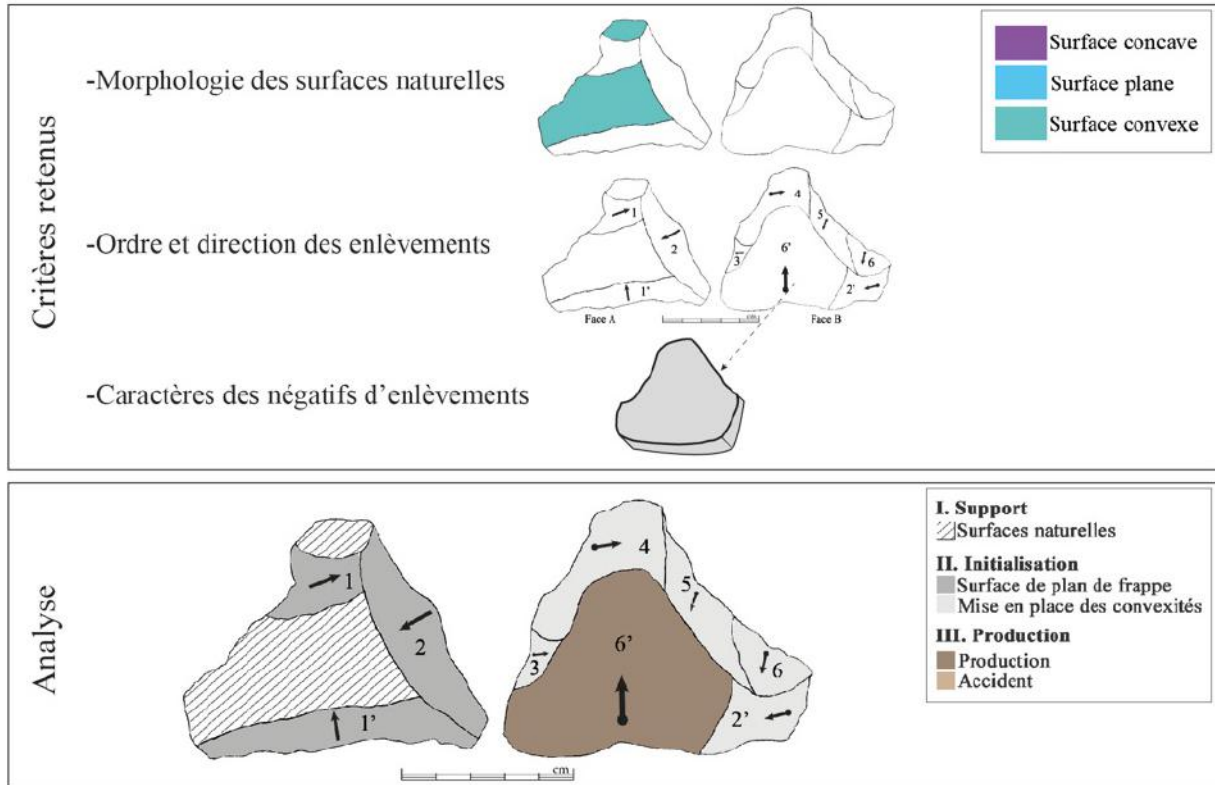 Critères retenus
-Morphologie des surfaces naturelles
Surface concave
Surface plane
Surface convexe
-Ordre et direction des enlèvements
1
2
1'
Face A
4
5
3
6'
6
2'
cm
Face B
-Caractères des négatifs d'enlèvements
Analyse
1
2
1'
4
5
3
6'
6
2'
cm
I. Support
Surfaces naturelles
II. Initialisation
Surface de plan de frappe
Mise en place des convexités
III. Production
Production
Accident